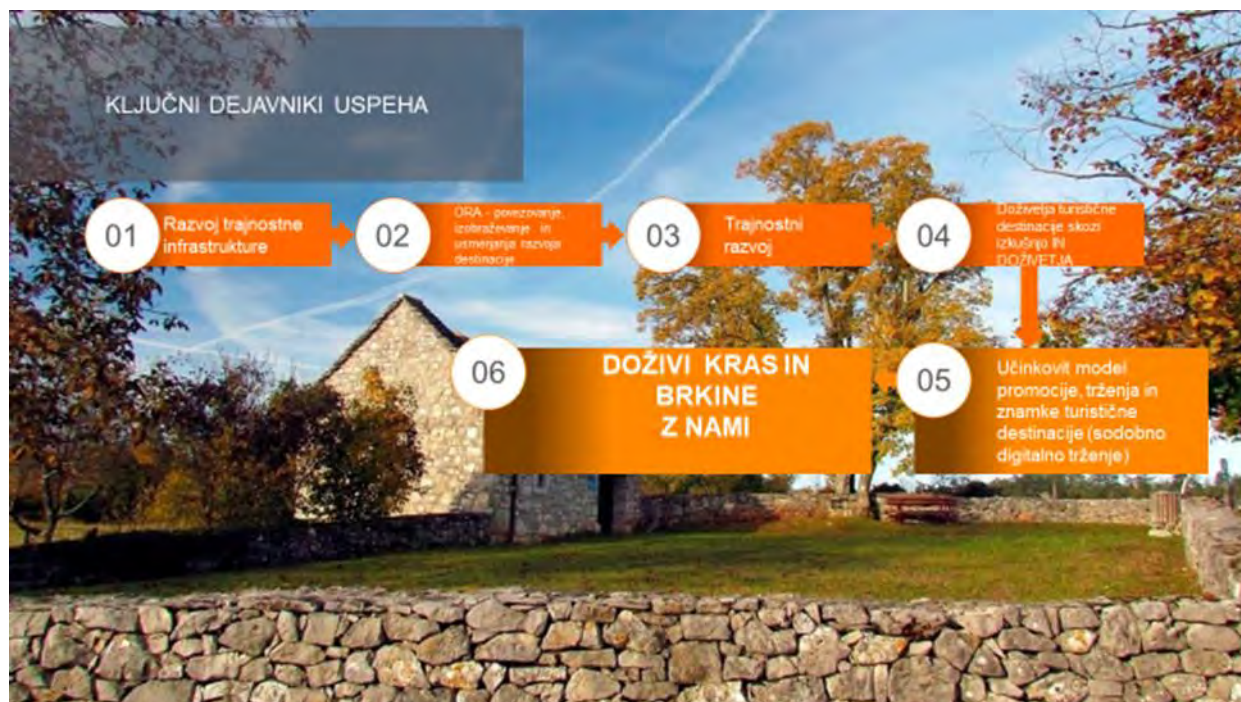 KLJUČNI DEJAVNIKI USPEHA
01
Razvoj trajnostne
infrastrukture
02
ORA - povezovanje,
izobraževanje in
usmerjanja razvoja
destinacije
03
Trajnostni
razvoj
04
Doživetja turistične
destinacije skozi
izkušnjo IN
DOŽIVETJA
05
Učinkovit model
promocije, trženja in
znamke turistične
destinacije (sodobno
digitalno trženje)
06
DOŽIVI KRAS IN
BRKINE
Z NAMI